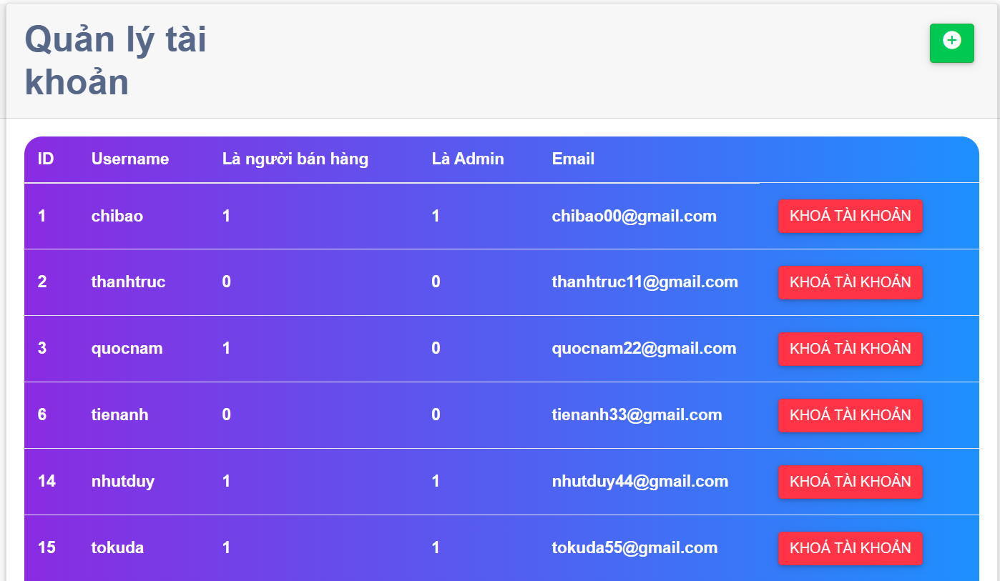 Quản lý tài
khoản
ID Username Là người bán hàng Là Admin Email
1 chibao 1 1 chibao00@gmail.com KHOÁ TÀI KHOẢN
2 thanhtruc 0 0 thanhtruc11@gmail.com KHOÁ TÀI KHOẢN
3 quocnam 1 0 quocnam22@gmail.com KHOÁ TÀI KHOẢN
6 tienanh 0 0 tienanh33@gmail.com KHOÁ TÀI KHOẢN
14 nhutduy 1 1 nhutduy44@gmail.com KHOÁ TÀI KHOẢN
15 tokuda 1 1 tokuda55@gmail.com KHOÁ TÀI KHOẢN